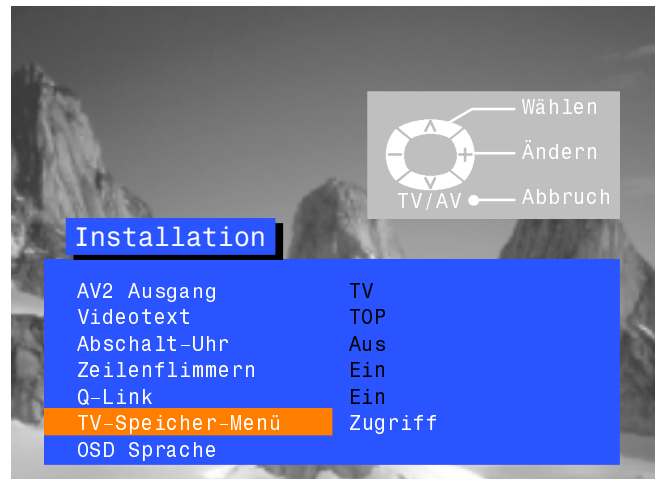 Wählen
Ändern
TV/AV Abbruch
Installation
AV2 Ausgang TV
Videotext TOP
Abschalt-Uhr Aus
Zeilenflimmern Ein
Q-Link Ein
TV-Speicher-Menü Zugriff
OSD Sprache